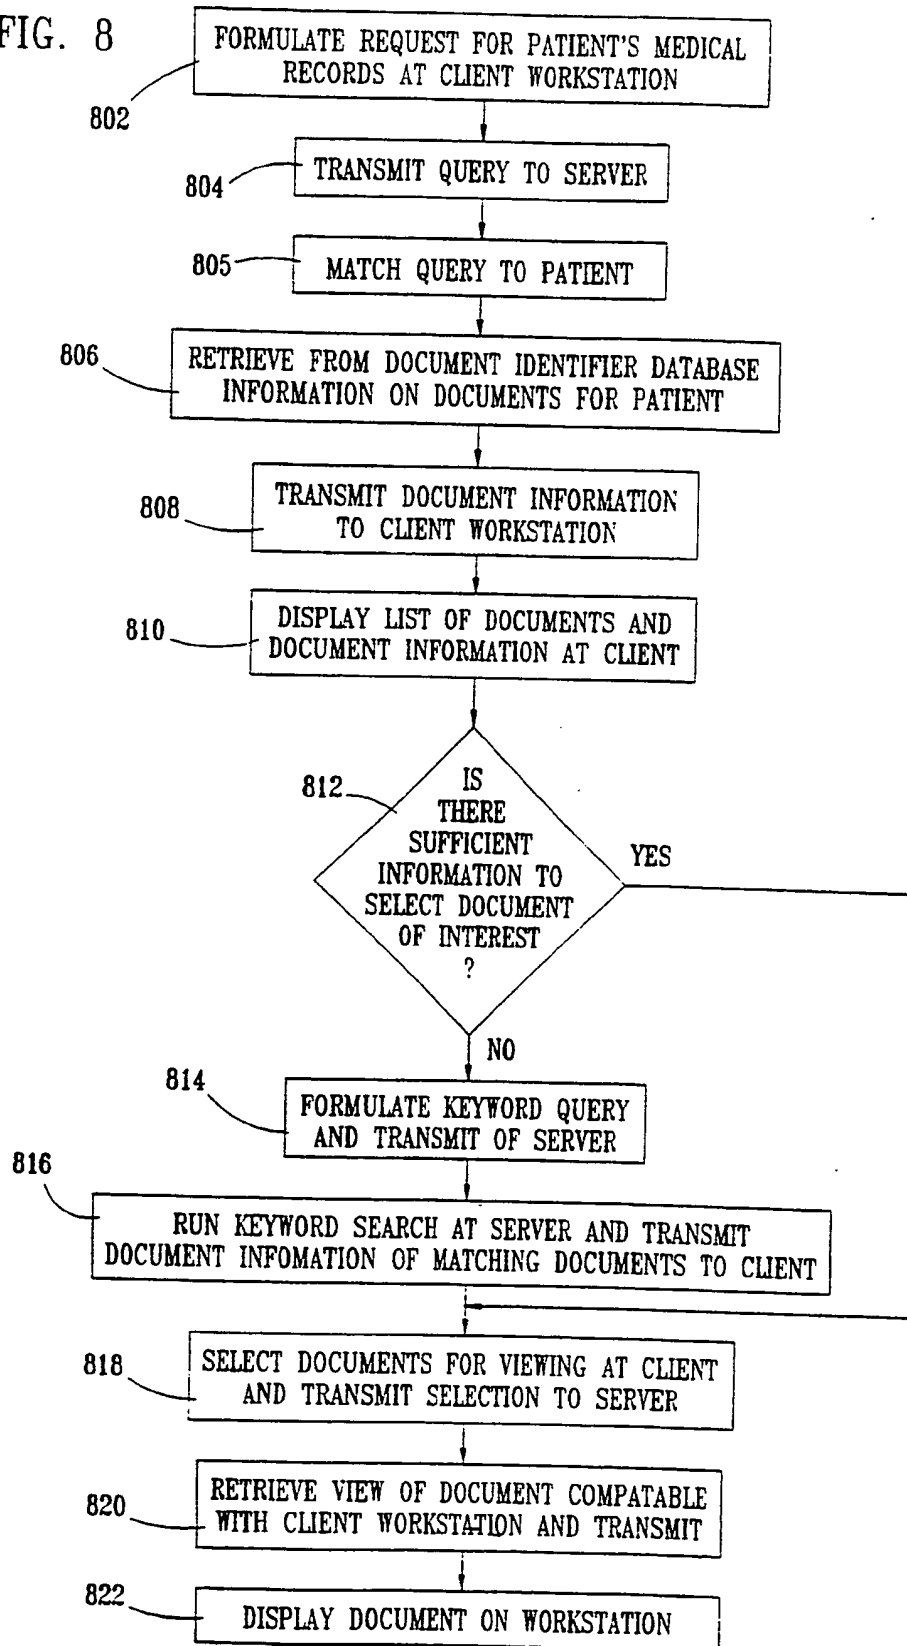 FIG. 8
FORMULATE REQUEST FOR PATIENT'S MEDICAL
RECORDS AT CLIENT WORKSTATION
802
TRANSMIT QUERY TO SERVER
804
MATCH QUERY TO PATIENT
805
RETRIEVE FROM DOCUMENT IDENTIFIER DATABASE
INFORMATION ON DOCUMENTS FOR PATIENT
806
TRANSMIT DOCUMENT INFORMATION
TO CLIENT WORKSTATION
808
DISPLAY LIST OF DOCUMENTS AND
DOCUMENT INFORMATION AT CLIENT
810
IS
THERE
SUFFICIENT
INFORMATION TO
SELECT DOCUMENT
OF INTEREST
?
812
YES
NO
814
FORMULATE KEYWORD QUERY
AND TRANSMIT OF SERVER
816
RUN KEYWORD SEARCH AT SERVER AND TRANSMIT
DOCUMENT INFOMATION OF MATCHING DOCUMENTS TO CLIENT
818
SELECT DOCUMENTS FOR VIEWING AT CLIENT
AND TRANSMIT SELECTION TO SERVER
820
RETRIEVE VIEW OF DOCUMENT COMPATABLE
WITH CLIENT WORKSTATION AND TRANSMIT
822
DISPLAY DOCUMENT ON WORKSTATION